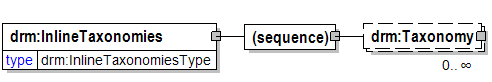 drm:InlineTaxonomies
type drm:InlineTaxonomiesType
(sequence)
drm:Taxonomy
0.. ∞